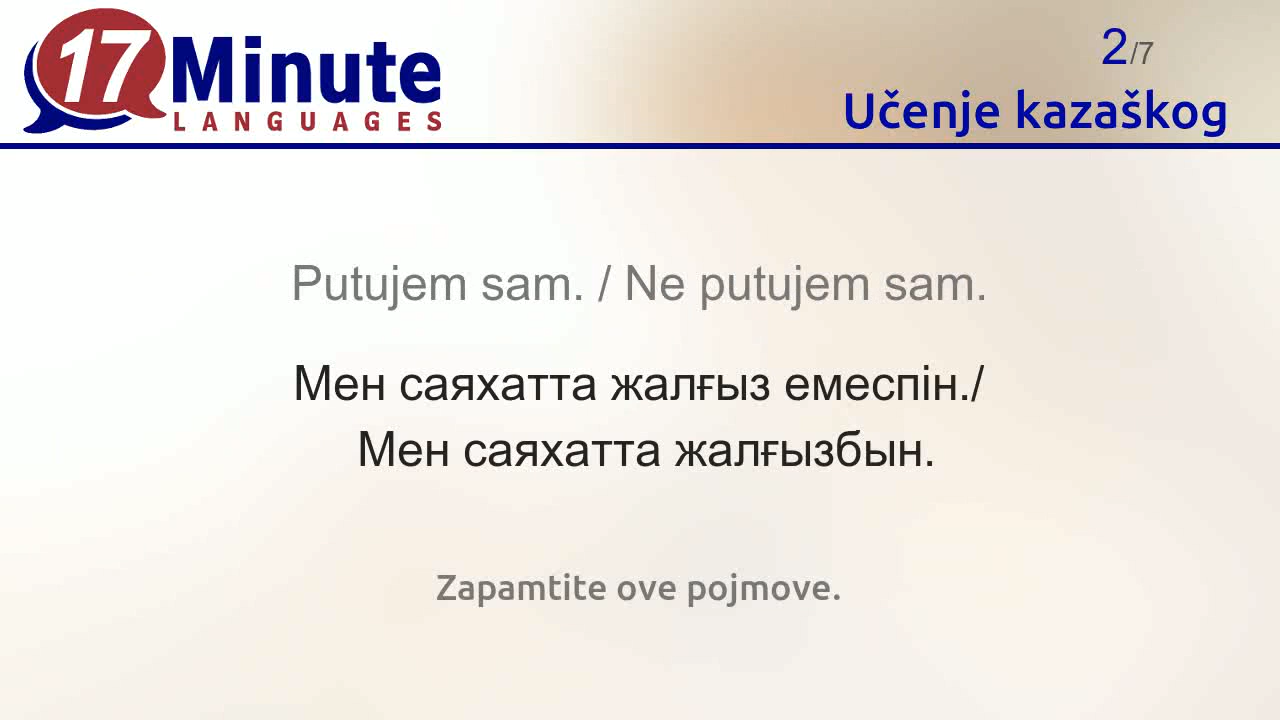 17 Minute
LANGUAGES
2/7
Učenje kazaškog
Putujem sam. / Ne putujem sam.
Мен саяхатта жалғыз емеспін./
Мен саяхатта жалғызбын.
Zapamtite ove pojmove.